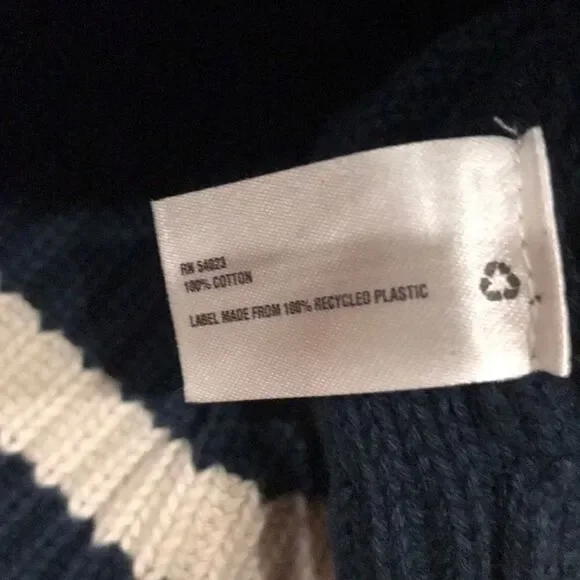 RN 54023
100% COTTON
LABEL MADE FROM 100% RECYCLED PLASTIC